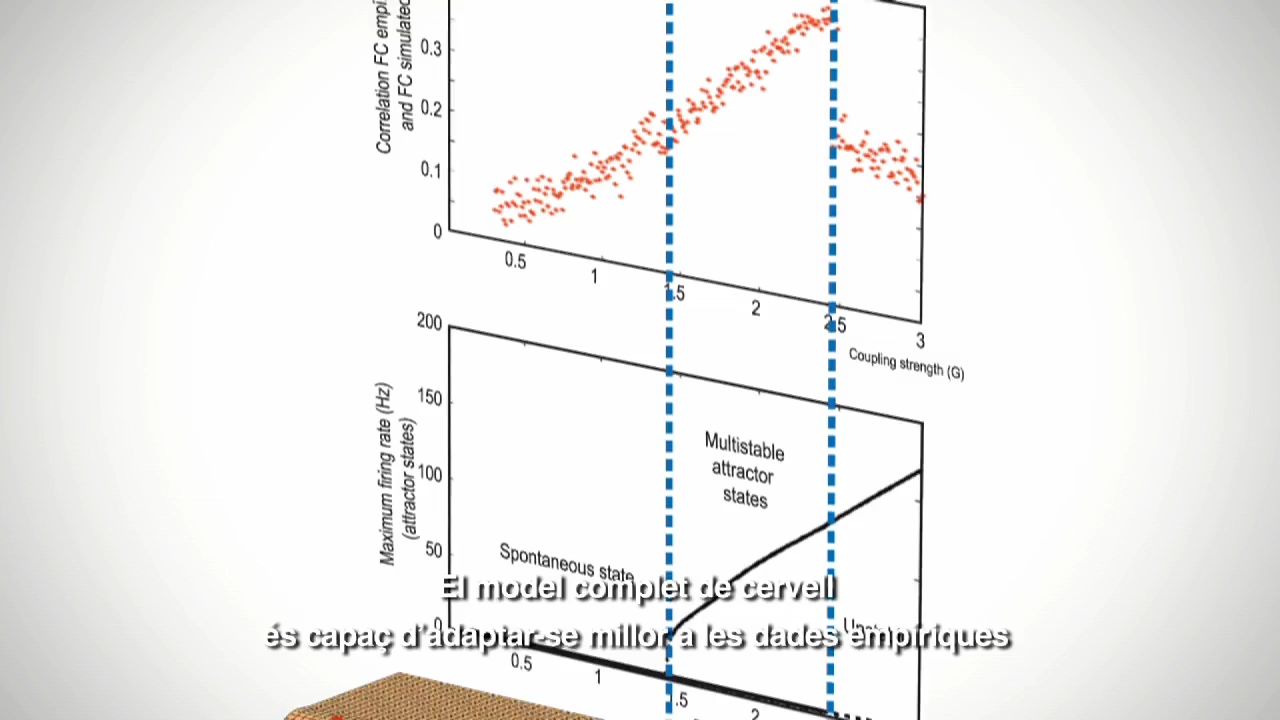 Correlation FC empi
and FC simulated
0.3
0.2
0.1
0
0.5
1
1.5
2
2.5
3
Coupling strength (G)
200
150
100
50
0
Maximum firing rate (Hz)
(attractor states)
Multistable
attractor
states
Spontaneous state
El model complet de cervell
és capaç d'adaptar-se millor a les dades empíriques
0.5
1
1.5
2